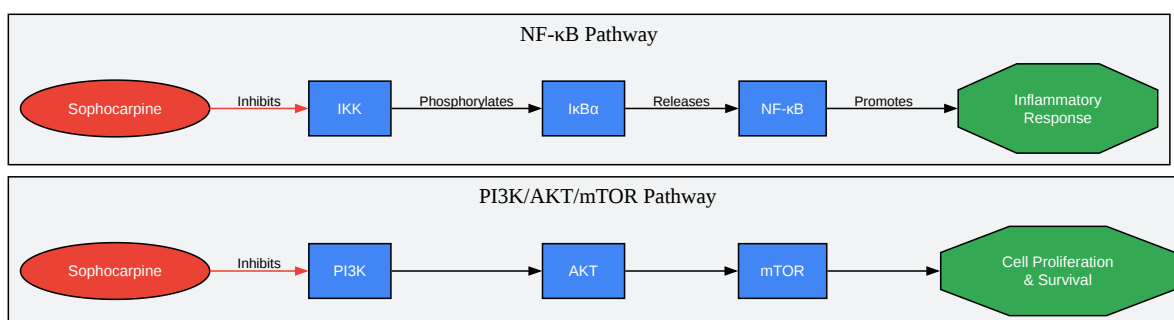 NF-κB Pathway
Sophocarpine
Inhibits
IKK
Phosphorylates
IκBα
Releases
NF-κB
Promotes
Inflammatory
Response
PI3K/AKT/mTOR Pathway
Sophocarpine
Inhibits
PI3K
AKT
mTOR
Cell Proliferation
& Survival